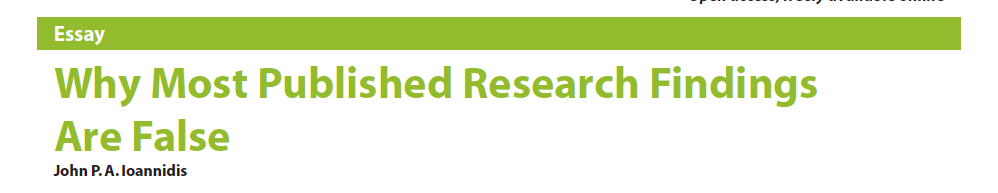 Essay
Why Most Published Research Findings
Are False
John P. A. Ioannidis